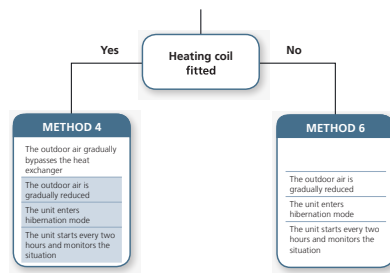 Yes
Heating coil
fitted
No
METHOD 4
The outdoor air gradually
bypasses the heat
exchanger
The outdoor air is
gradually reduced
The unit enters
hibernation mode
The unit starts every two
hours and monitors the
situation
METHOD 6
The outdoor air is
gradually reduced
The unit enters
hibernation mode
The unit starts every two
hours and monitors the
situation